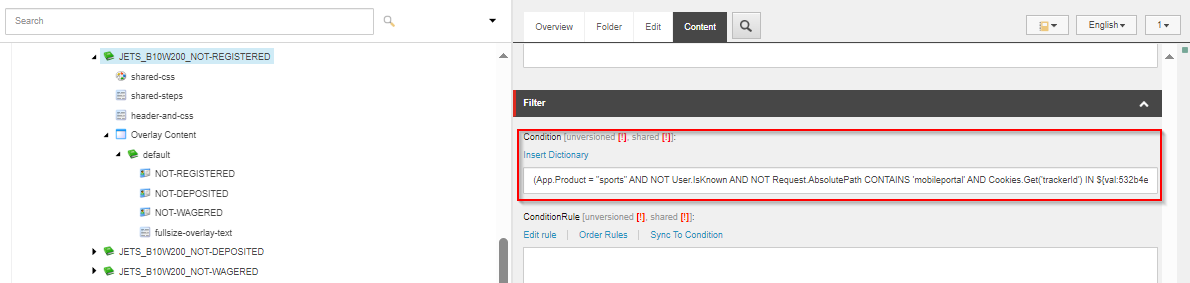 Search
Overview
Folder
Edit
Content
English
1
JETS_B10W200_NOT-REGISTERED
shared-css
shared-steps
header-and-css
Overlay Content
default
NOT-REGISTERED
NOT-DEPOSITED
NOT-WAGERED
fullsize-overlay-text
JETS_B10W200_NOT-DEPOSITED
JETS_B10W200_NOT-WAGERED
Filter
Condition [unversioned [!], shared [!]]:
Insert Dictionary
(App.Product = "sports" AND NOT User.IsKnown AND NOT Request.AbsolutePath CONTAINS 'mobileportal' AND Cookies.Get('trackerId') IN ${val:532b4e
ConditionRule [unversioned [!], shared [!]]:
Edit rule | Order Rules | Sync To Condition